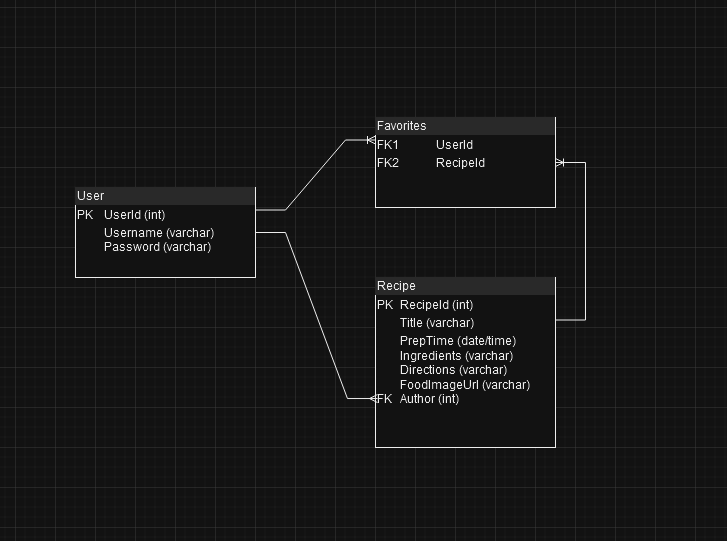 Favorites
FK1 UserId
FK2 RecipeId
User
PK UserId (int)
Username (varchar)
Password (varchar)
Recipe
PK RecipeId (int)
Title (varchar)
PrepTime (date/time)
Ingredients (varchar)
Directions (varchar)
FoodImageUrl (varchar)
FK Author (int)